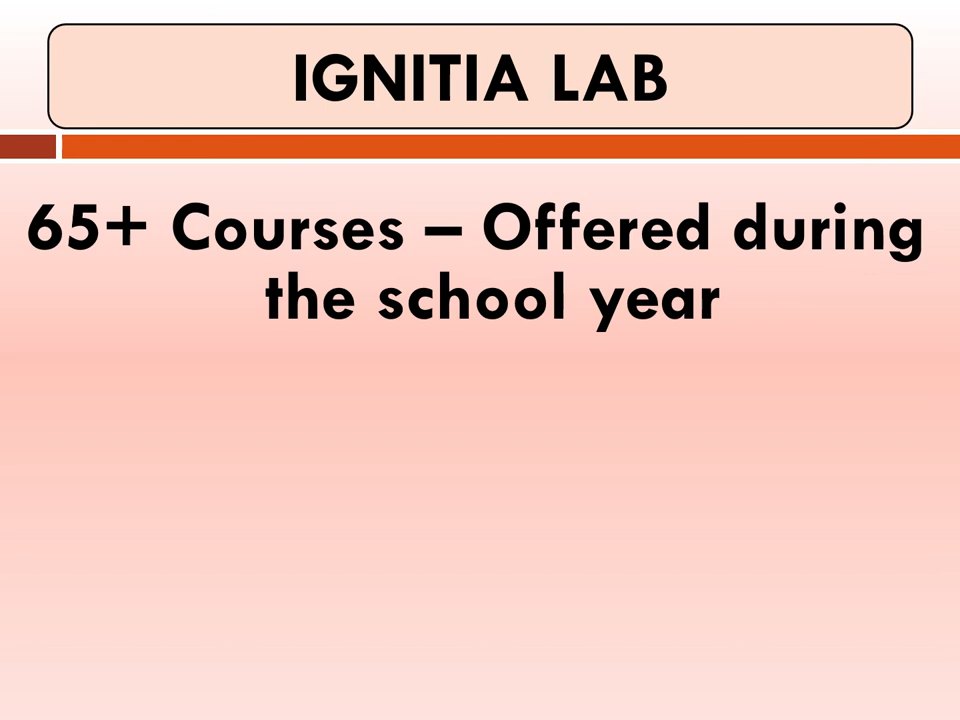 IGNITIA LAB
65+ Courses – Offered during
the school year